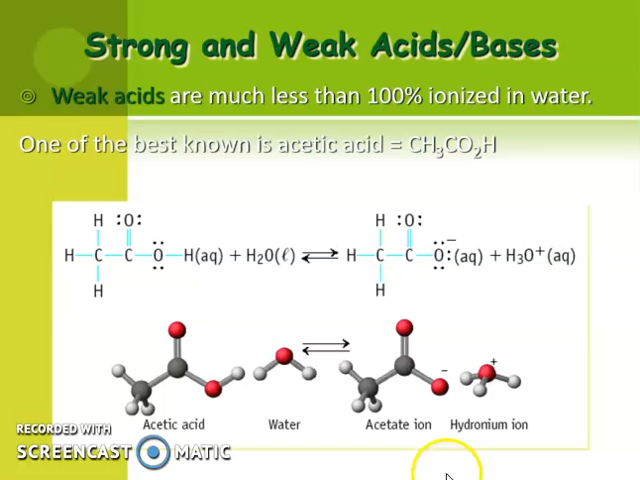 Strong and Weak Acids/Bases
Weak acids are much less than 100% ionized in water.
One of the best known is acetic acid = CH₃CO₂H
H :O:
H—C—C—O—H(aq) + H₂O(ℓ) ⇌ H—C—C—O:⁻(aq) + H₃O⁺(aq)
H
H :O:
H
− +
Acetic acid Water Acetate ion Hydronium ion
RECORDED WITH
SCREENCAST MATIC